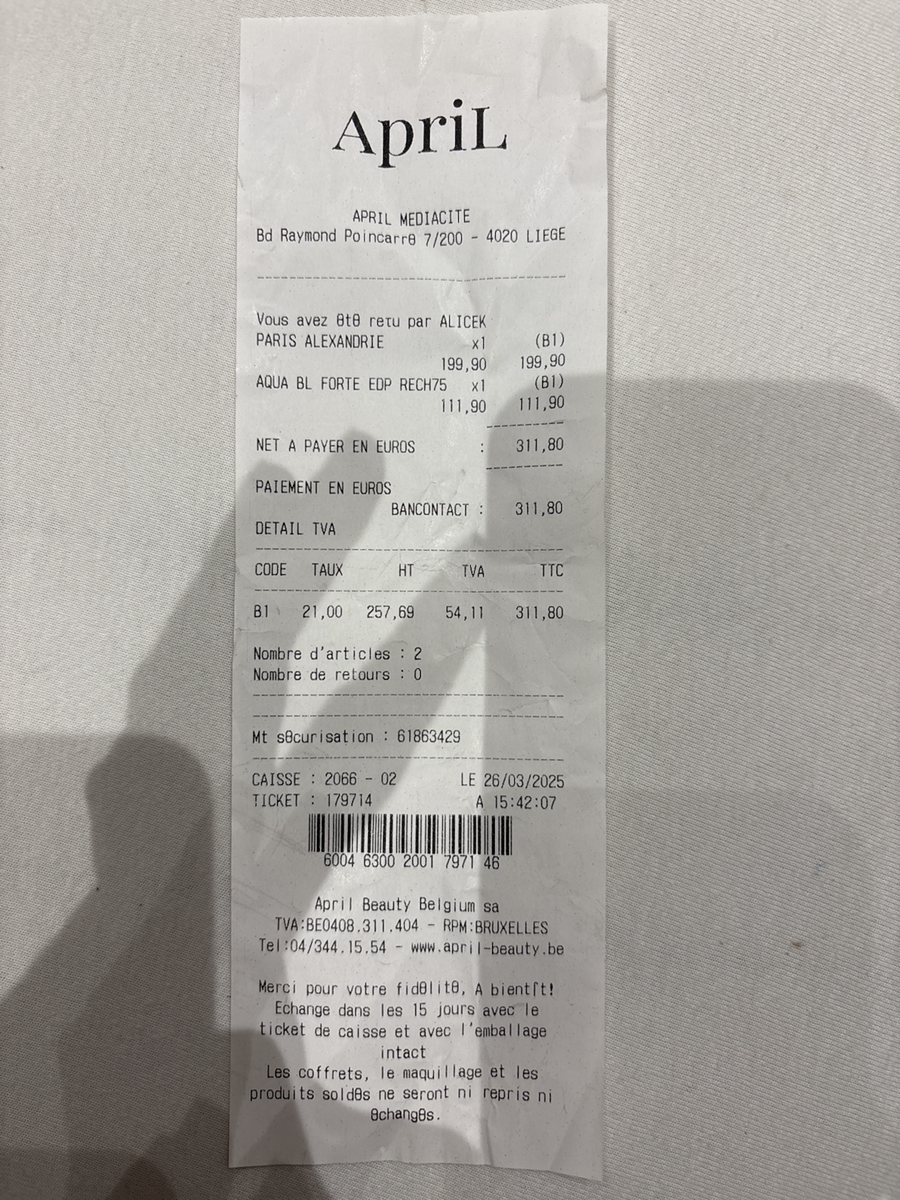 ApriL
APRIL MEDIACITE
Bd Raymond Poincarrθ 7/200 - 4020 LIEGE
Vous avez θtθ reτu par ALICEK
PARIS ALEXANDRIE x1 (B1)
199,90 199,90
AQUA BL FORTE EDP RECH75 x1 (B1)
111,90 111,90
NET A PAYER EN EUROS : 311,80
PAIEMENT EN EUROS
BANCONTACT : 311,80
DETAIL TVA
CODE TAUX HT TVA TTC
B1 21,00 257,69 54,11 311,80
Nombre d'articles : 2
Nombre de retours : 0
Mt sθcurisation : 61863429
CAISSE : 2066 - 02 LE 26/03/2025
TICKET : 179714 A 15:42:07
6004 6300 2001 7971 46
April Beauty Belgium sa
TVA:BE0408.311.404 - RPM:BRUXELLES
Tel:04/344.15.54 - www.april-beauty.be
Merci pour votre fidθlitθ, A bient⌠t!
Echange dans les 15 jours avec le
ticket de caisse et avec l'emballage
intact
Les coffrets, le maquillage et les
produits soldθs ne seront ni repris ni
θchangθs.